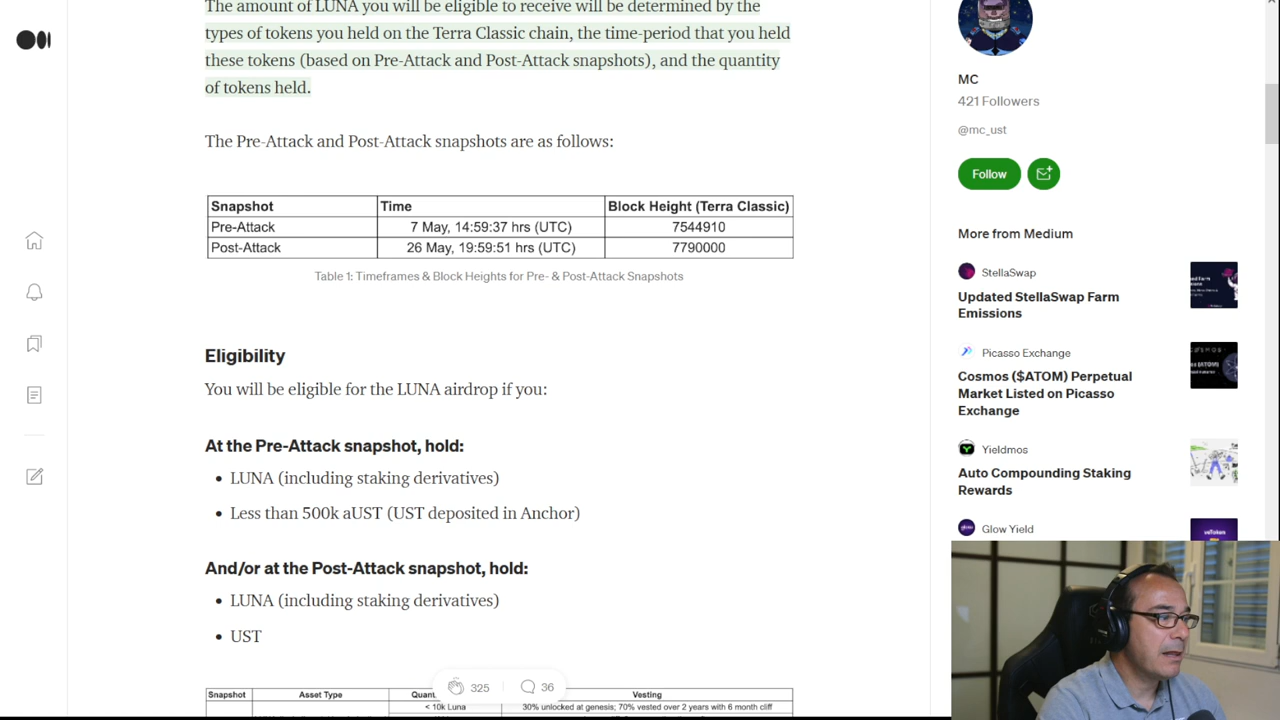 The amount of LUNA you will be eligible to receive will be determined by the
types of tokens you held on the Terra Classic chain, the time-period that you held
these tokens (based on Pre-Attack and Post-Attack snapshots), and the quantity
of tokens held.
The Pre-Attack and Post-Attack snapshots are as follows:
Snapshot Time Block Height (Terra Classic)
Pre-Attack 7 May, 14:59:37 hrs (UTC) 7544910
Post-Attack 26 May, 19:59:51 hrs (UTC) 7790000
Table 1: Timeframes & Block Heights for Pre- & Post-Attack Snapshots
Eligibility
You will be eligible for the LUNA airdrop if you:
At the Pre-Attack snapshot, hold:
• LUNA (including staking derivatives)
• Less than 500k aUST (UST deposited in Anchor)
And/or at the Post-Attack snapshot, hold:
• LUNA (including staking derivatives)
• UST
325 36
Snapshot Asset Type Quan Vesting
< 10k Luna 30% unlocked at genesis; 70% vested over 2 years with 6 month cliff
MC
421 Followers
@mc_ust
Follow
More from Medium
StellaSwap
Updated StellaSwap Farm
Emissions
Picasso Exchange
Cosmos ($ATOM) Perpetual
Market Listed on Picasso
Exchange
Yieldmos
Auto Compounding Staking
Rewards
Glow Yield